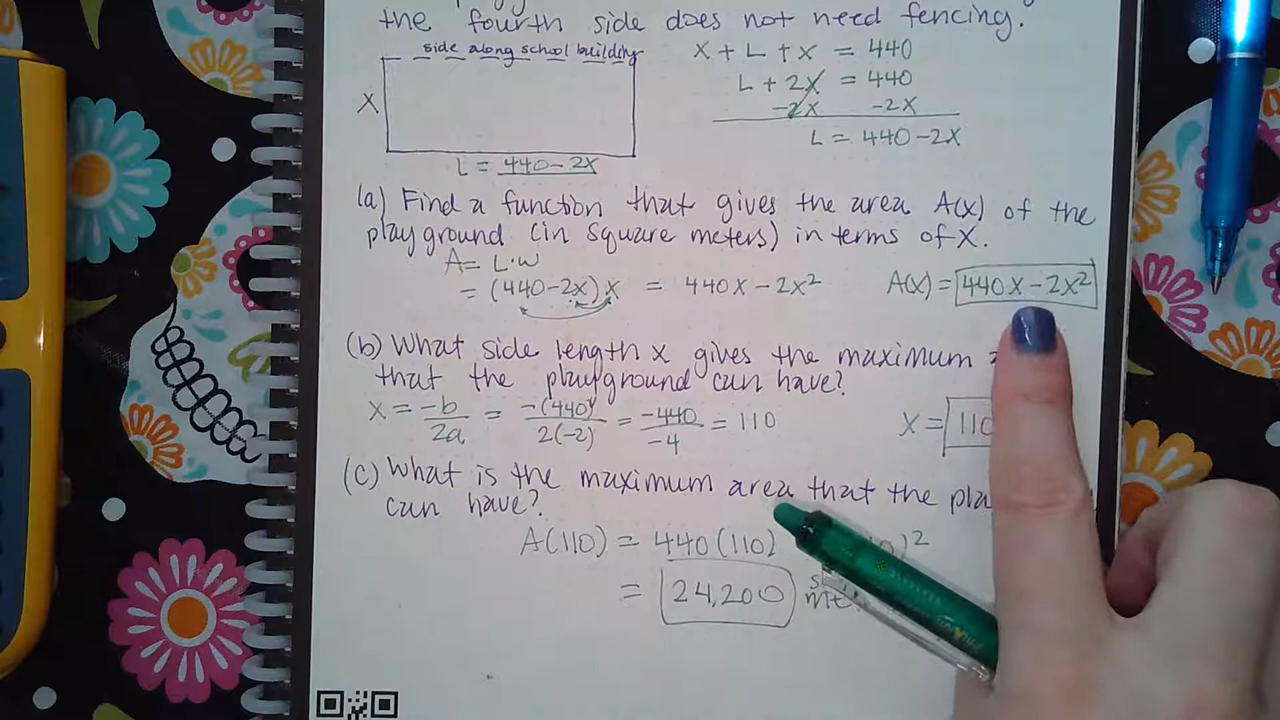 the fourth side does not need fencing.
side along school building
X + L + x = 440
L + 2X = 440
-2X -2X
L = 440-2X
X
L = 440-2X
(a) Find a function that gives the area A(X) of the
playground (in square meters) in terms of X.
A= L·W
= (440-2x)x = 440X-2X² A(X)= 440X-2X²
(b) What side length x gives the maximum
that the playground can have?
X = -b/2a = -(440)/2(-2) = -440/-4 = 110 X = 110
(c) What is the maximum area that the
can have?
A(110) = 440(110) )²
= 24,200